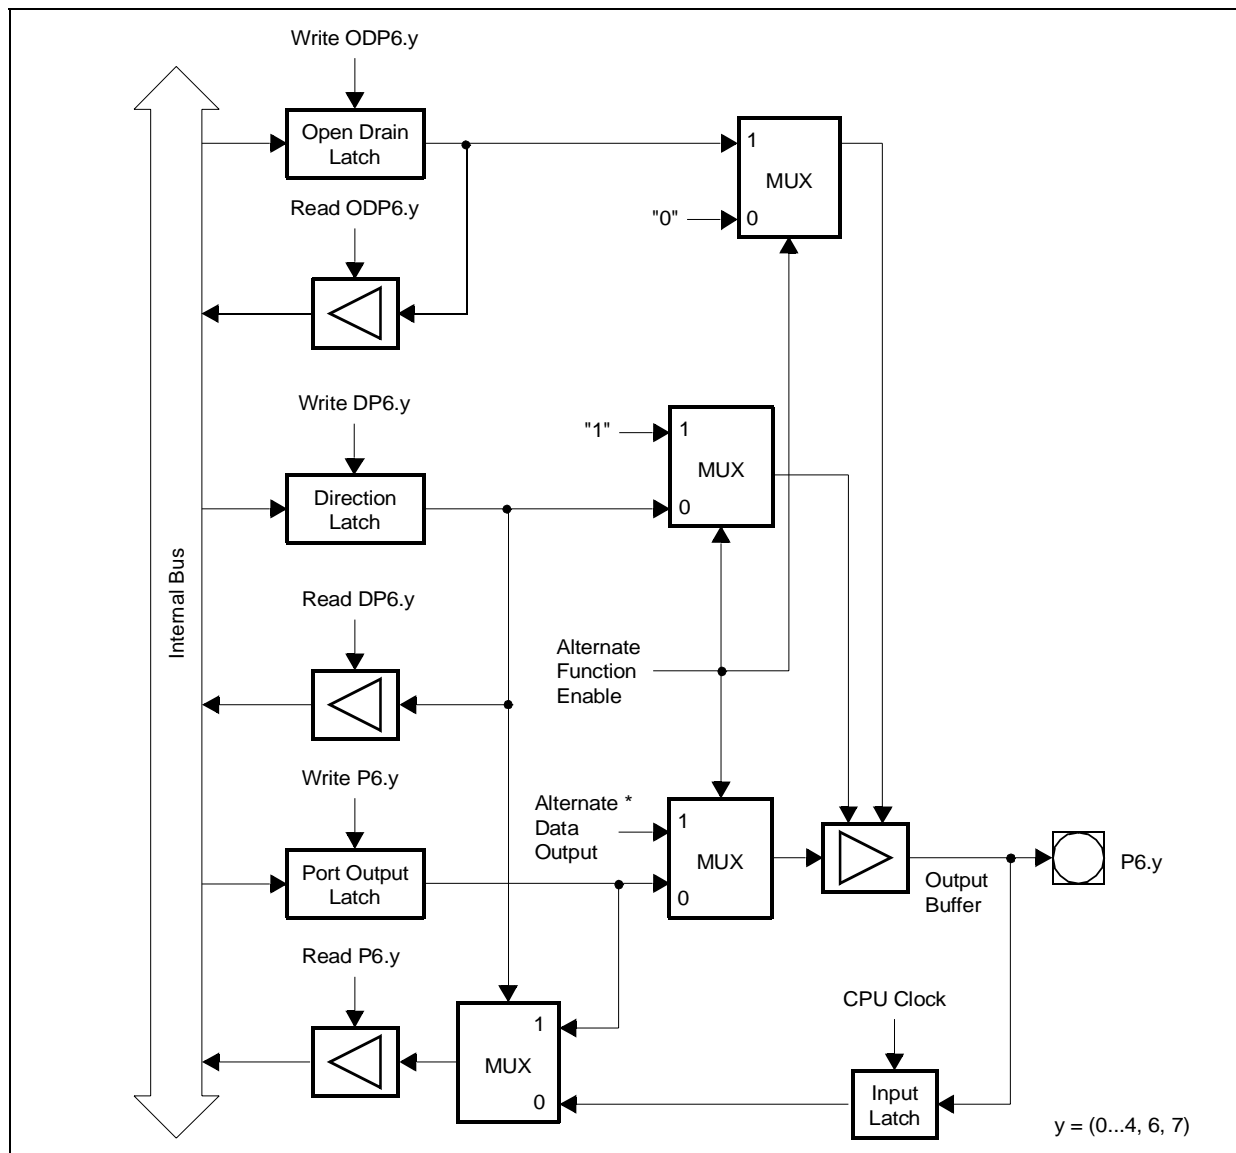 Write ODP6.y
Open Drain
Latch
1
MUX
"0"
0
Read ODP6.y
Write DP6.y
"1"
1
MUX
0
Direction
Latch
Internal Bus
Read DP6.y
Alternate
Function
Enable
Write P6.y
Alternate *
Data
Output
1
MUX
0
Port Output
Latch
Output
Buffer
P6.y
Read P6.y
CPU Clock
1
MUX
0
Input
Latch
y = (0...4, 6, 7)